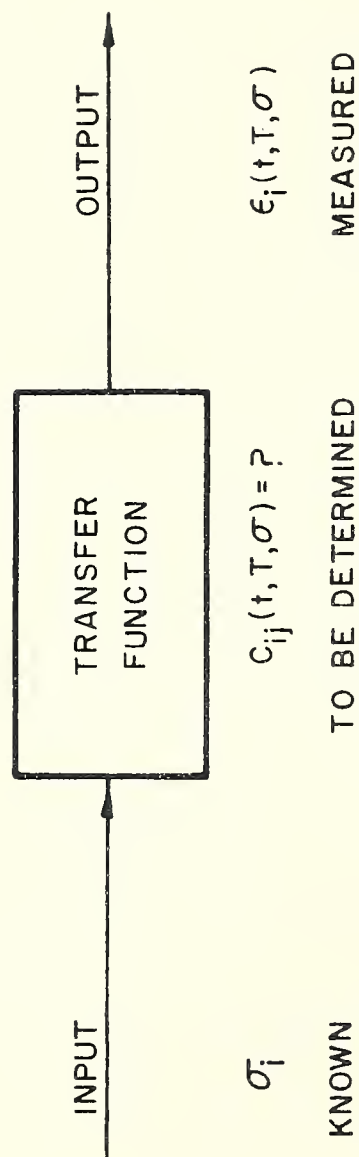 INPUT
TRANSFER
FUNCTION
OUTPUT
σi
Cij(t,T,σ) = ?
ϵi(t,T,σ)
KNOWN
TO BE DETERMINED
MEASURED